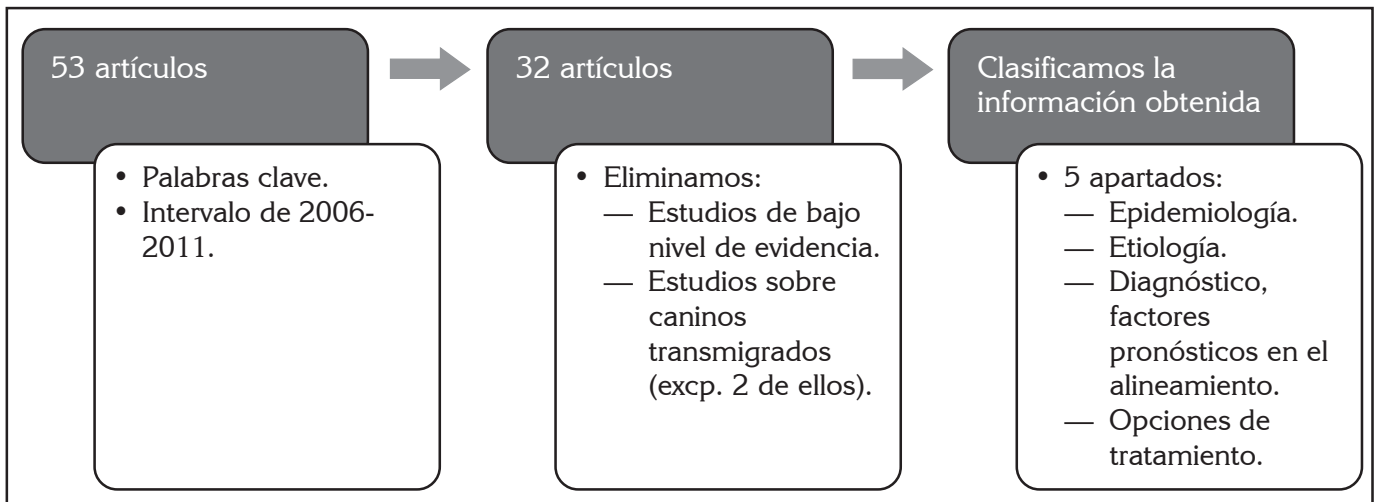 53 artículos
• Palabras clave.
• Intervalo de 2006-
2011.
32 artículos
• Eliminamos:
— Estudios de bajo
nivel de evidencia.
— Estudios sobre
caninos
transmigrados
(excp. 2 de ellos).
Clasificamos la
información obtenida
• 5 apartados:
— Epidemiología.
— Etiología.
— Diagnóstico,
factores
pronósticos en el
alineamiento.
— Opciones de
tratamiento.